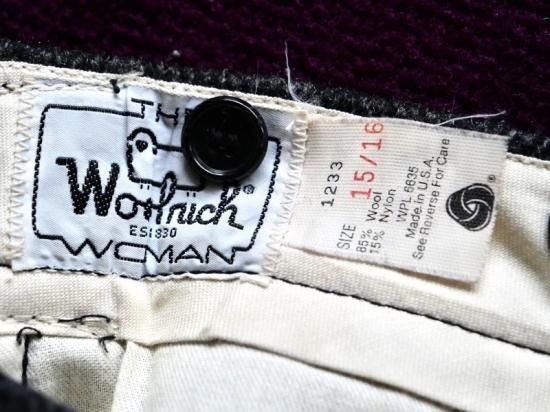 THE
Woolrich®
EST. 1830
WOMAN
1233
SIZE 15/16
85% Wool
15% Nylon
WPL 6635
Made in U.S.A.
See Reverse For Care